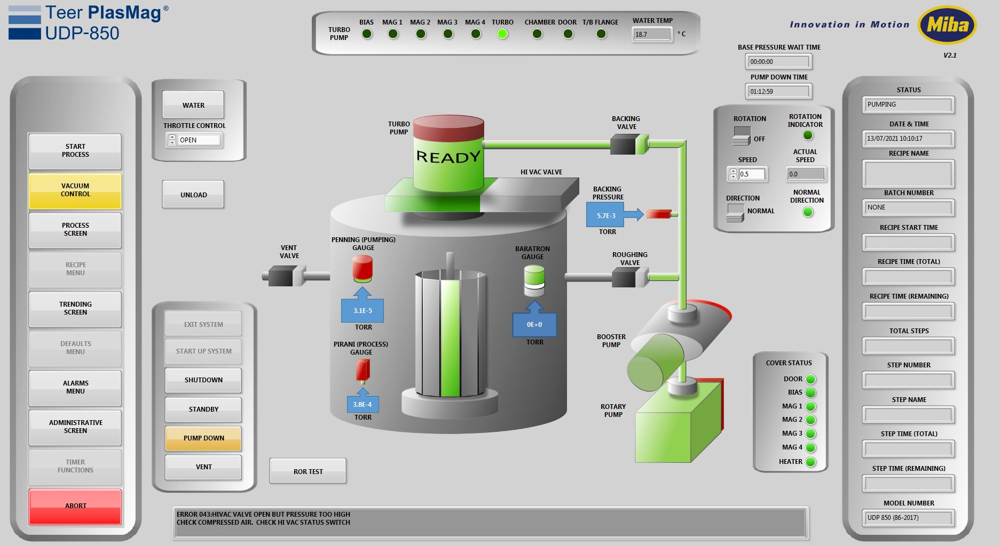 Teer PlasMag®
UDP-850
TURBO
PUMP
BIAS
MAG 1
MAG 2
MAG 3
MAG 4
TURBO
CHAMBER
DOOR
T/B FLANGE
WATER TEMP
18.7
° C
Innovation in Motion
Miba
V2.1
BASE PRESSURE WAIT TIME
00:00:00
PUMP DOWN TIME
01:12:59
START
PROCESS
VACUUM
CONTROL
PROCESS
SCREEN
RECIPE
MENU
TRENDING
SCREEN
DEFAULTS
MENU
ALARMS
MENU
ADMINISTRATIVE
SCREEN
TIMER
FUNCTIONS
ABORT
WATER
THROTTLE CONTROL
OPEN
UNLOAD
EXIT SYSTEM
START UP SYSTEM
SHUTDOWN
STANDBY
PUMP DOWN
VENT
ROR TEST
TURBO
PUMP
READY
HI VAC VALVE
BACKING
VALVE
BACKING
PRESSURE
5.7E-3
TORR
VENT
VALVE
PENNING (PUMPING)
GAUGE
3.1E-5
TORR
PIRANI (PROCESS)
GAUGE
3.8E-4
TORR
BARATRON
GAUGE
0E+0
TORR
ROUGHING
VALVE
BOOSTER
PUMP
ROTARY
PUMP
ROTATION
OFF
ROTATION
INDICATOR
SPEED
0.5
ACTUAL
SPEED
0.0
DIRECTION
NORMAL
NORMAL
DIRECTION
COVER STATUS
DOOR
BIAS
MAG 1
MAG 2
MAG 3
MAG 4
HEATER
STATUS
PUMPING
DATE & TIME
13/07/2021 10:10:17
RECIPE NAME
BATCH NUMBER
NONE
RECIPE START TIME
RECIPE TIME (TOTAL)
RECIPE TIME (REMAINING)
TOTAL STEPS
STEP NUMBER
STEP NAME
STEP TIME (TOTAL)
STEP TIME (REMAINING)
MODEL NUMBER
UDP 850 (86-2017)
ERROR 043:HIVAC VALVE OPEN BUT PRESSURE TOO HIGH
CHECK COMPRESSED AIR.  CHECK HI VAC STATUS SWITCH